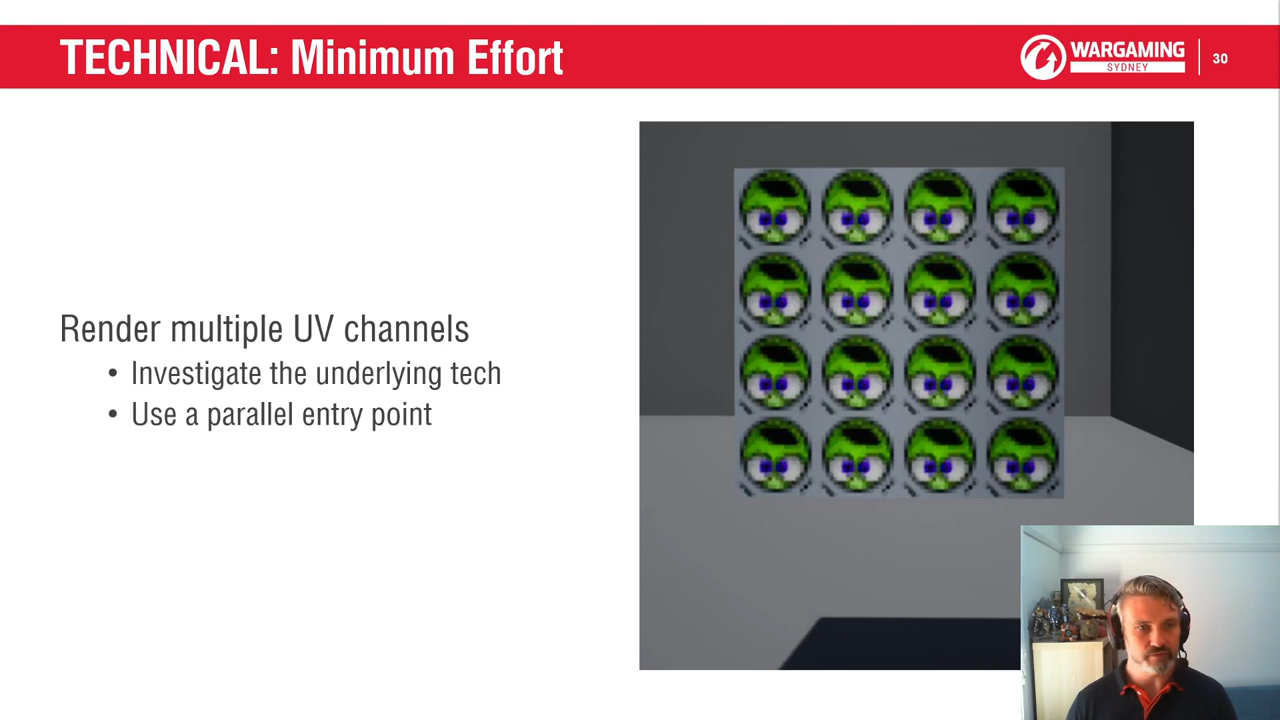 TECHNICAL: Minimum Effort
WARGAMING
SYDNEY
30
Render multiple UV channels
• Investigate the underlying tech
• Use a parallel entry point